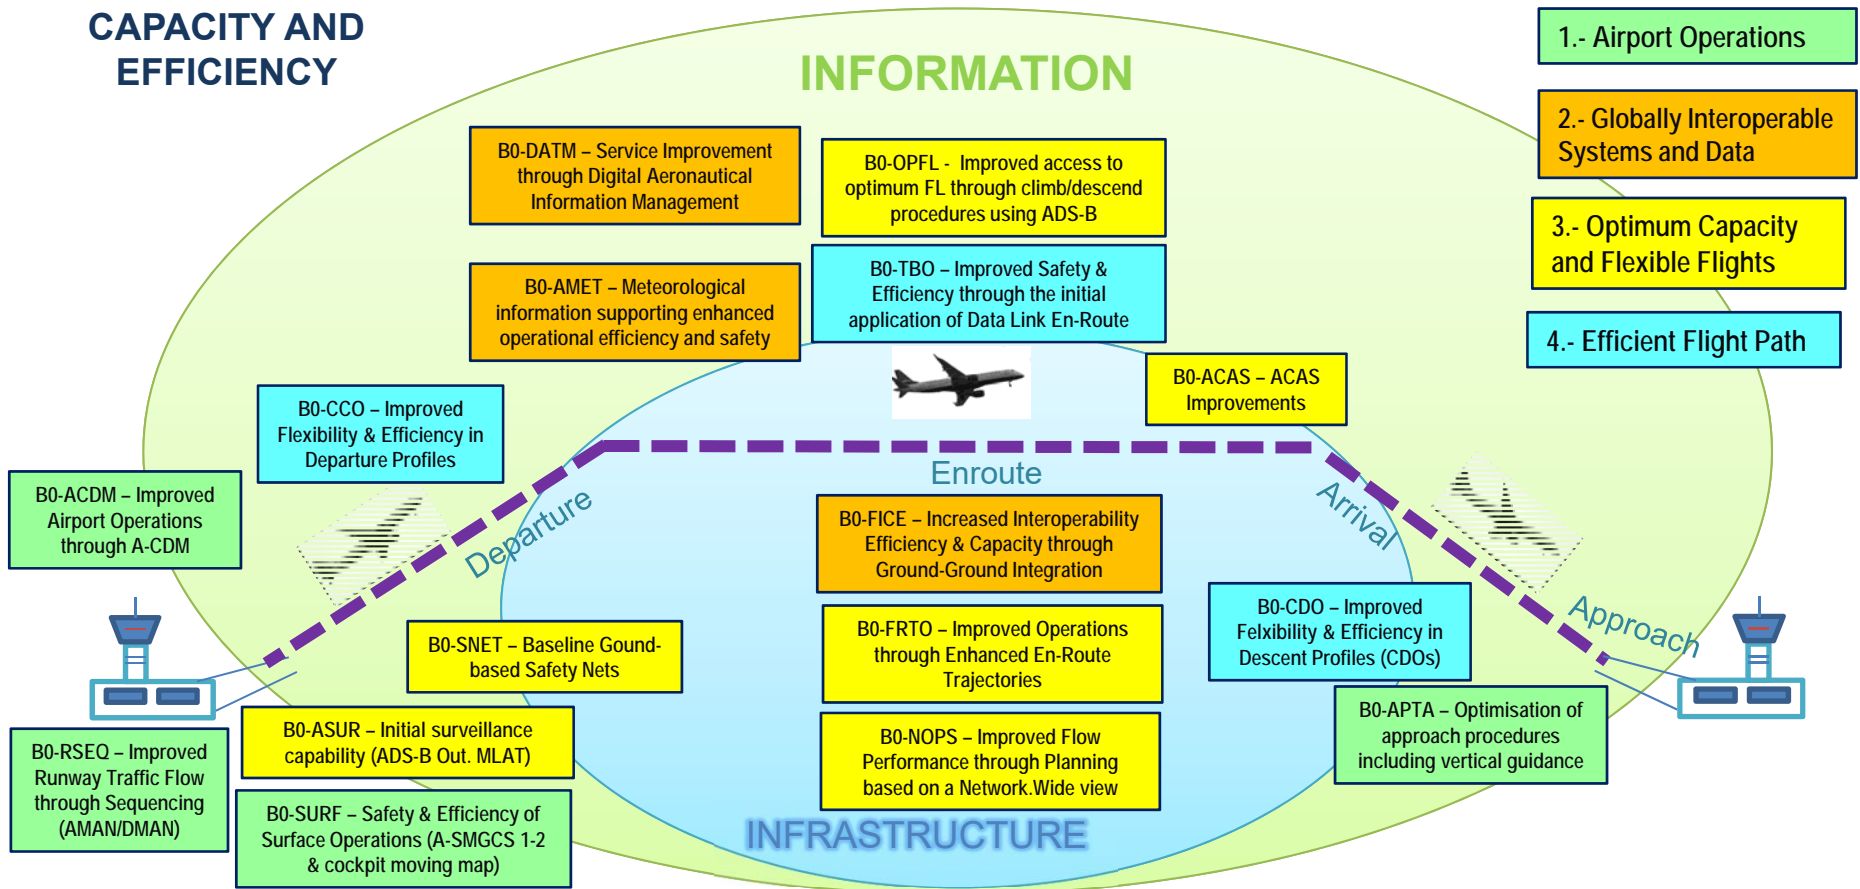 CAPACITY AND
EFFICIENCY
INFORMATION
1.- Airport Operations
2.- Globally Interoperable
Systems and Data
3.- Optimum Capacity
and Flexible Flights
4.- Efficient Flight Path
B0-DATM – Service Improvement
through Digital Aeronautical
Information Management
B0-OPFL - Improved access to
optimum FL through climb/descend
procedures using ADS-B
B0-AMET – Meteorological
information supporting enhanced
operational efficiency and safety
B0-TBO – Improved Safety &
Efficiency through the initial
application of Data Link En-Route
B0-ACAS – ACAS
Improvements
B0-CCO – Improved
Flexibility & Efficiency in
Departure Profiles
B0-ACDM – Improved
Airport Operations
through A-CDM
Departure
Enroute
Arrival
Approach
B0-FICE – Increased Interoperability
Efficiency & Capacity through
Ground-Ground Integration
B0-CDO – Improved
Felxibility & Efficiency in
Descent Profiles (CDOs)
B0-SNET – Baseline Gound-
based Safety Nets
B0-FRTO – Improved Operations
through Enhanced En-Route
Trajectories
B0-APTA – Optimisation of
approach procedures
including vertical guidance
B0-ASUR – Initial surveillance
capability (ADS-B Out. MLAT)
B0-NOPS – Improved Flow
Performance through Planning
based on a Network.Wide view
B0-RSEQ – Improved
Runway Traffic Flow
through Sequencing
(AMAN/DMAN)
B0-SURF – Safety & Efficiency of
Surface Operations (A-SMGCS 1-2
& cockpit moving map)
INFRASTRUCTURE